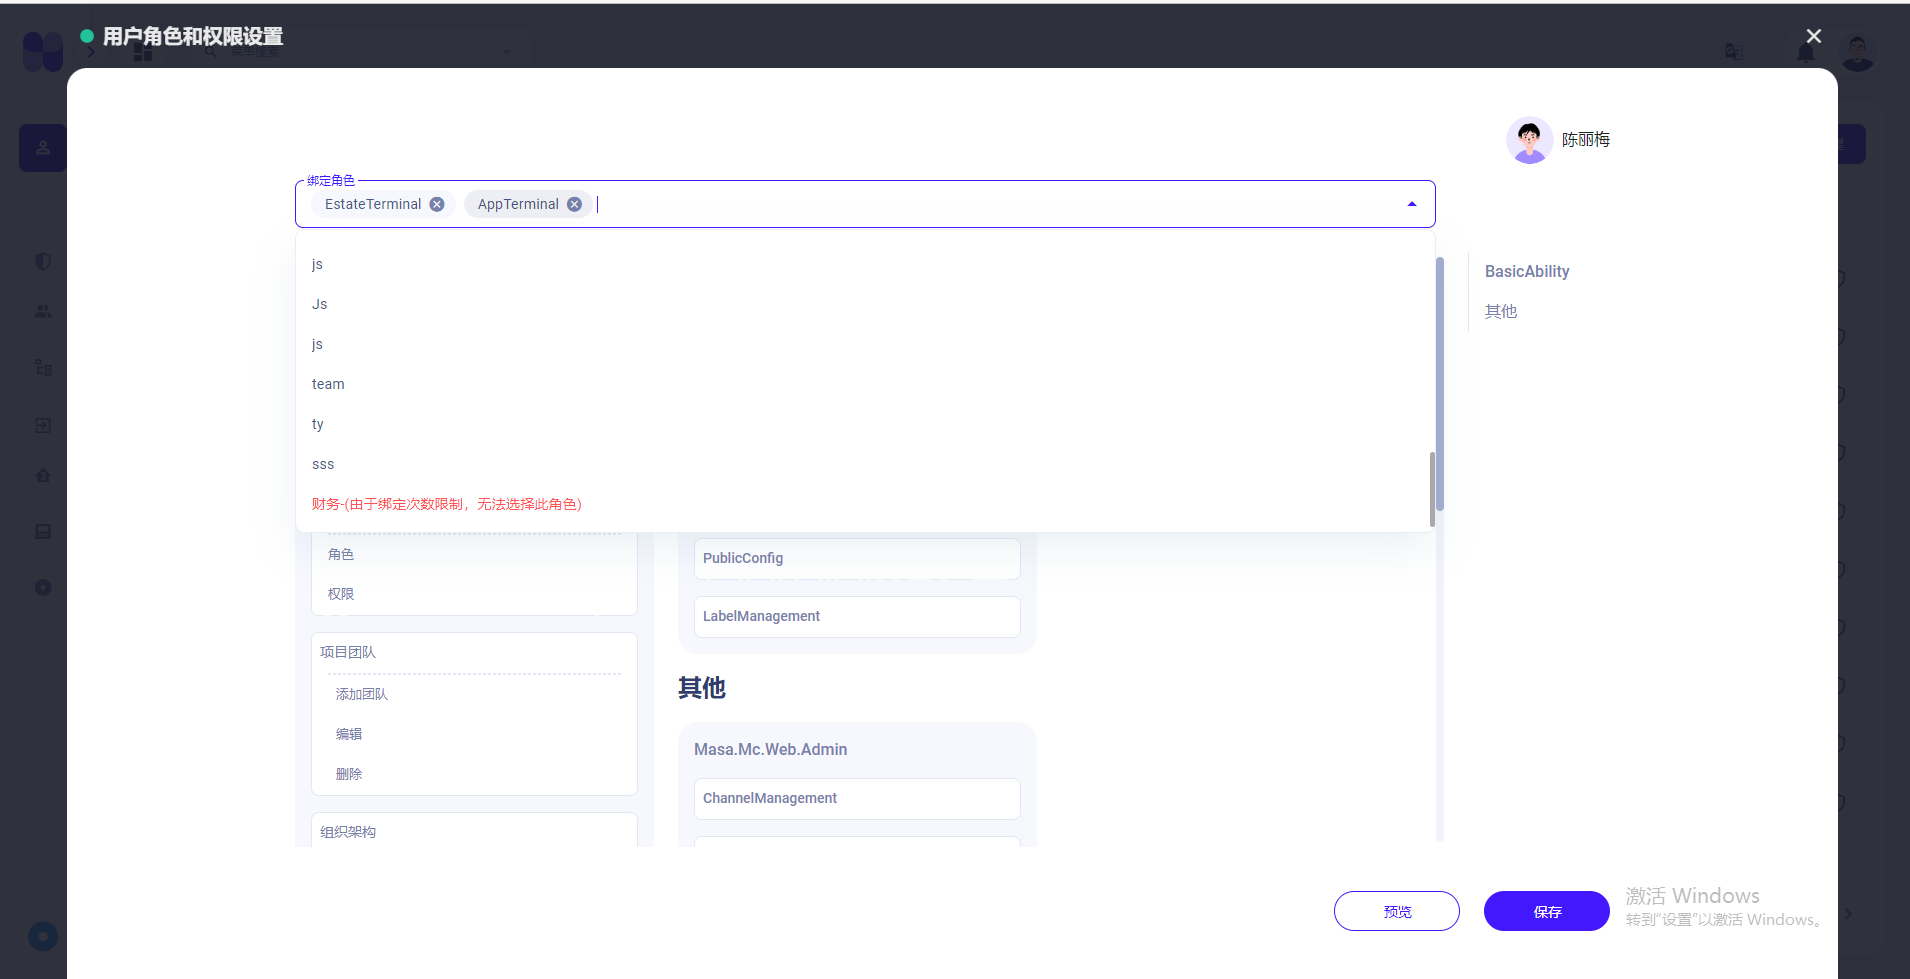 用户角色和权限设置
陈丽梅
绑定角色
EstateTerminal
AppTerminal
js
Js
js
team
ty
sss
财务-(由于绑定次数限制，无法选择此角色)
BasicAbility
其他
角色
权限
项目团队
添加团队
编辑
删除
组织架构
PublicConfig
LabelManagement
其他
Masa.Mc.Web.Admin
ChannelManagement
预览
保存
激活 Windows
转到"设置"以激活 Windows。